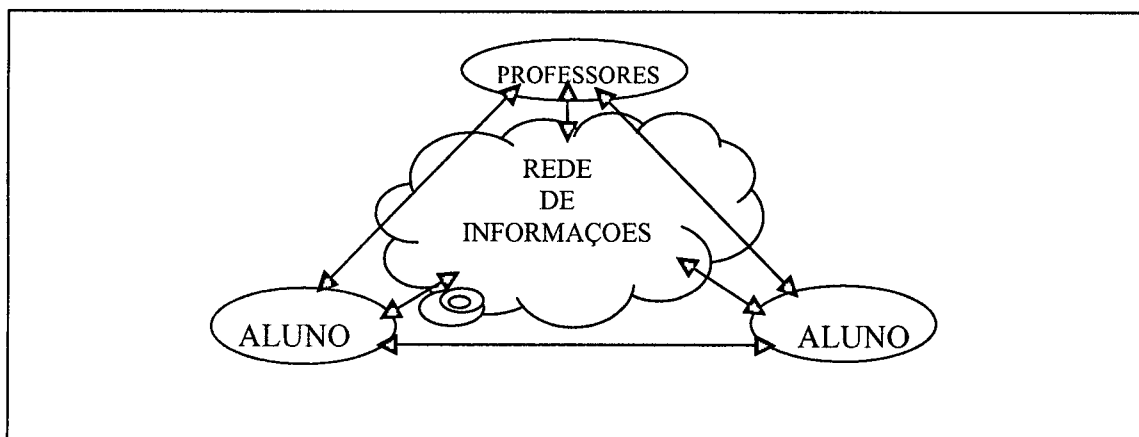 PROFESSORES
REDE
DE
INFORMAÇOES
ALUNO
ALUNO